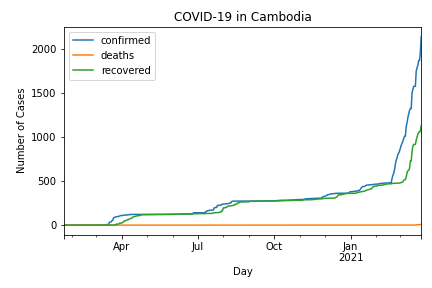 COVID-19 in Cambodia
confirmed
deaths
recovered
Number of Cases
2000
1500
1000
500
0
Apr
Jul
Oct
Jan
2021
Day